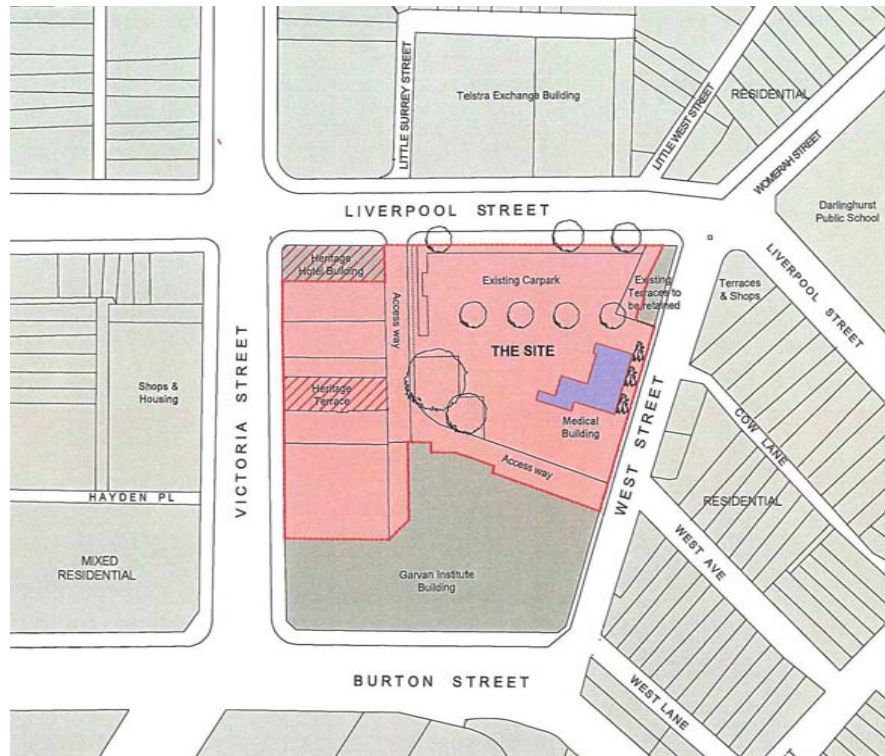 LITTLE SURREY STREET
Telstra Exchange Building
LITTLE WEST STREET
RESIDENTIAL
WOMERAH STREET
Darlinghurst
Public School
LIVERPOOL STREET
LIVERPOOL STREET
Heritage
Hotel Building
Existing Carpark
Existing
Terraces to
be retained
Terraces
& Shops
Access way
THE SITE
Shops &
Housing
VICTORIA STREET
Heritage
Terrace
Medical
Building
WEST STREET
COW LANE
Access way
HAYDEN PL
RESIDENTIAL
WEST AVE
MIXED
RESIDENTIAL
Garvan Institute
Building
BURTON STREET
WEST LANE